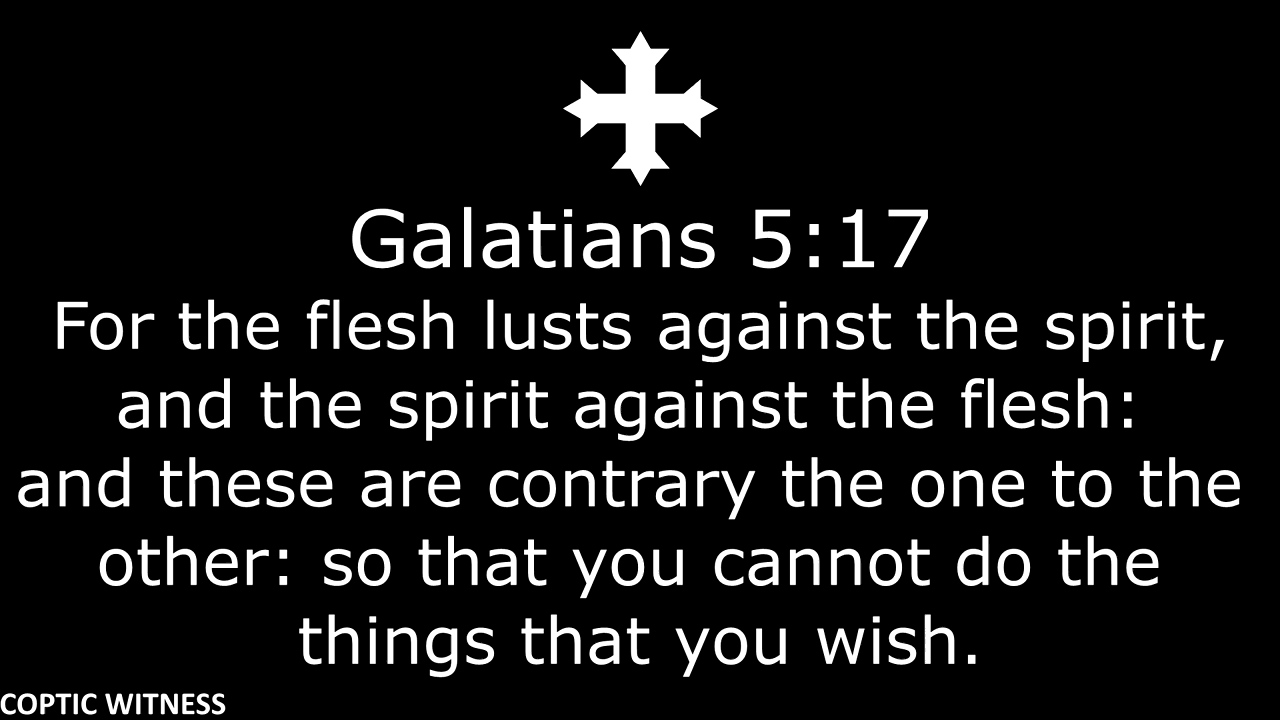 Galatians 5:17
For the flesh lusts against the spirit,
and the spirit against the flesh:
and these are contrary the one to the
other: so that you cannot do the
things that you wish.
COPTIC WITNESS